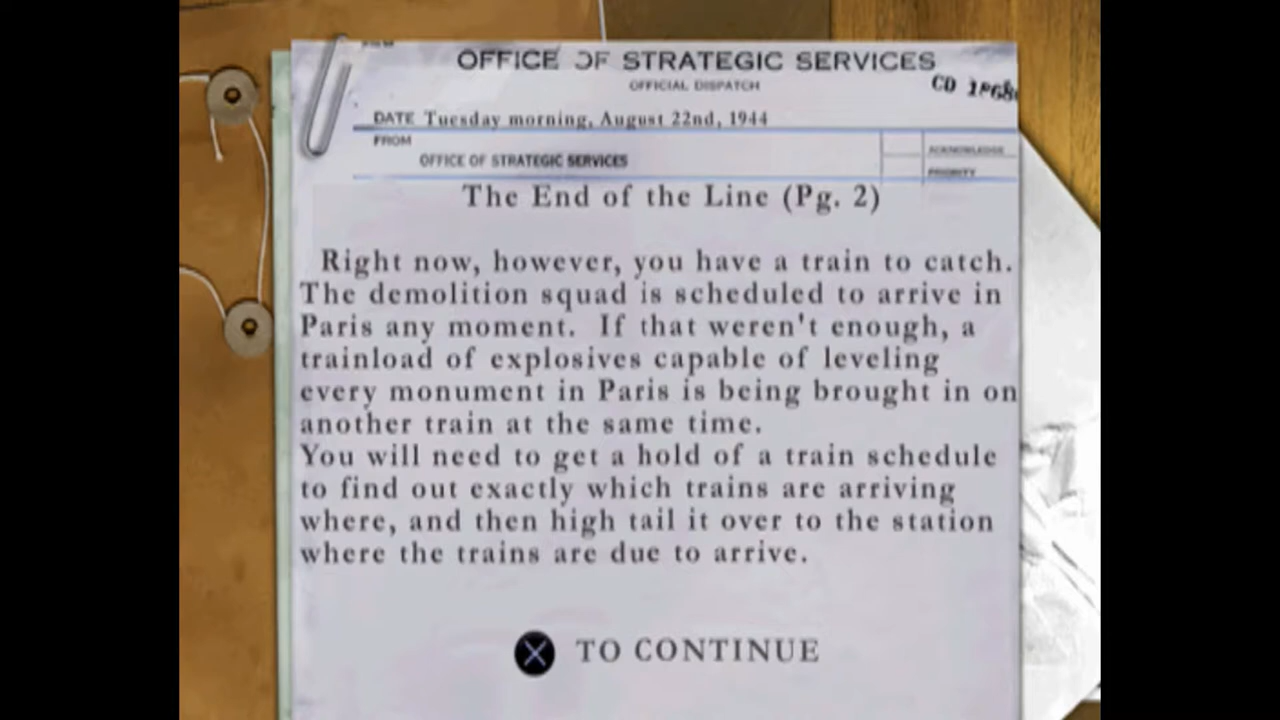 OFFICE OF STRATEGIC SERVICES
OFFICIAL DISPATCH
CD 1P68
DATE Tuesday morning, August 22nd, 1944
FROM
ACKNOWLEDGE
OFFICE OF STRATEGIC SERVICES
PRIORITY
The End of the Line (Pg. 2)
Right now, however, you have a train to catch.
The demolition squad is scheduled to arrive in
Paris any moment. If that weren't enough, a
trainload of explosives capable of leveling
every monument in Paris is being brought in on
another train at the same time.
You will need to get a hold of a train schedule
to find out exactly which trains are arriving
where, and then high tail it over to the station
where the trains are due to arrive.
TO CONTINUE